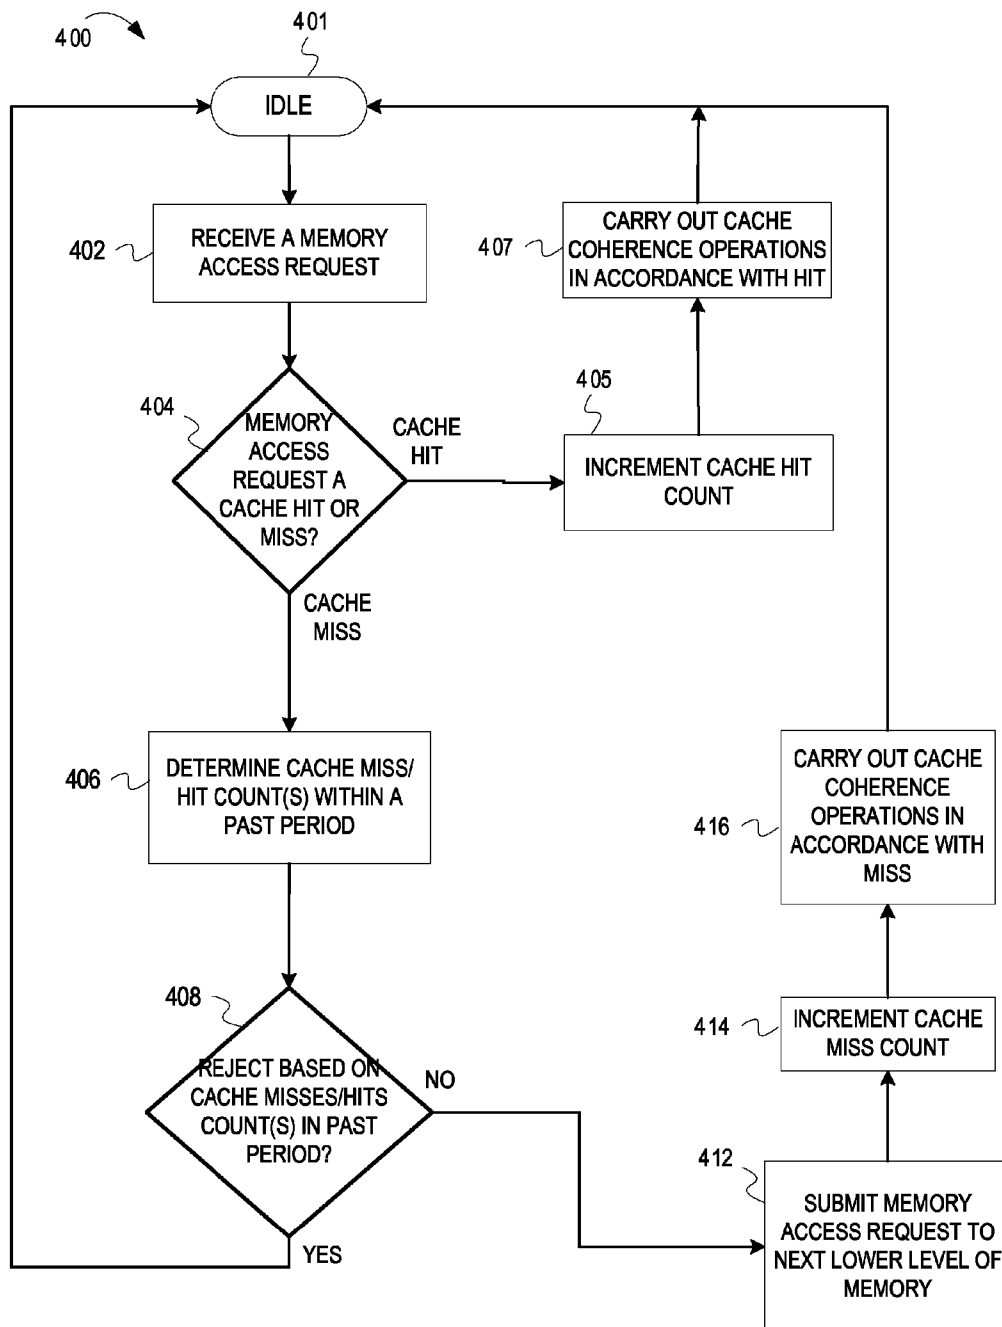 400
401
IDLE
402
RECEIVE A MEMORY
ACCESS REQUEST
407
CARRY OUT CACHE
COHERENCE OPERATIONS
IN ACCORDANCE WITH HIT
404
MEMORY
ACCESS
REQUEST A
CACHE HIT OR
MISS?
CACHE
HIT
405
INCREMENT CACHE HIT
COUNT
CACHE
MISS
406
DETERMINE CACHE MISS/
HIT COUNT(S) WITHIN A
PAST PERIOD
416
CARRY OUT CACHE
COHERENCE
OPERATIONS IN
ACCORDANCE WITH
MISS
408
REJECT BASED ON
CACHE MISSES/HITS
COUNT(S) IN PAST
PERIOD?
NO
YES
414
INCREMENT CACHE
MISS COUNT
412
SUBMIT MEMORY
ACCESS REQUEST TO
NEXT LOWER LEVEL OF
MEMORY